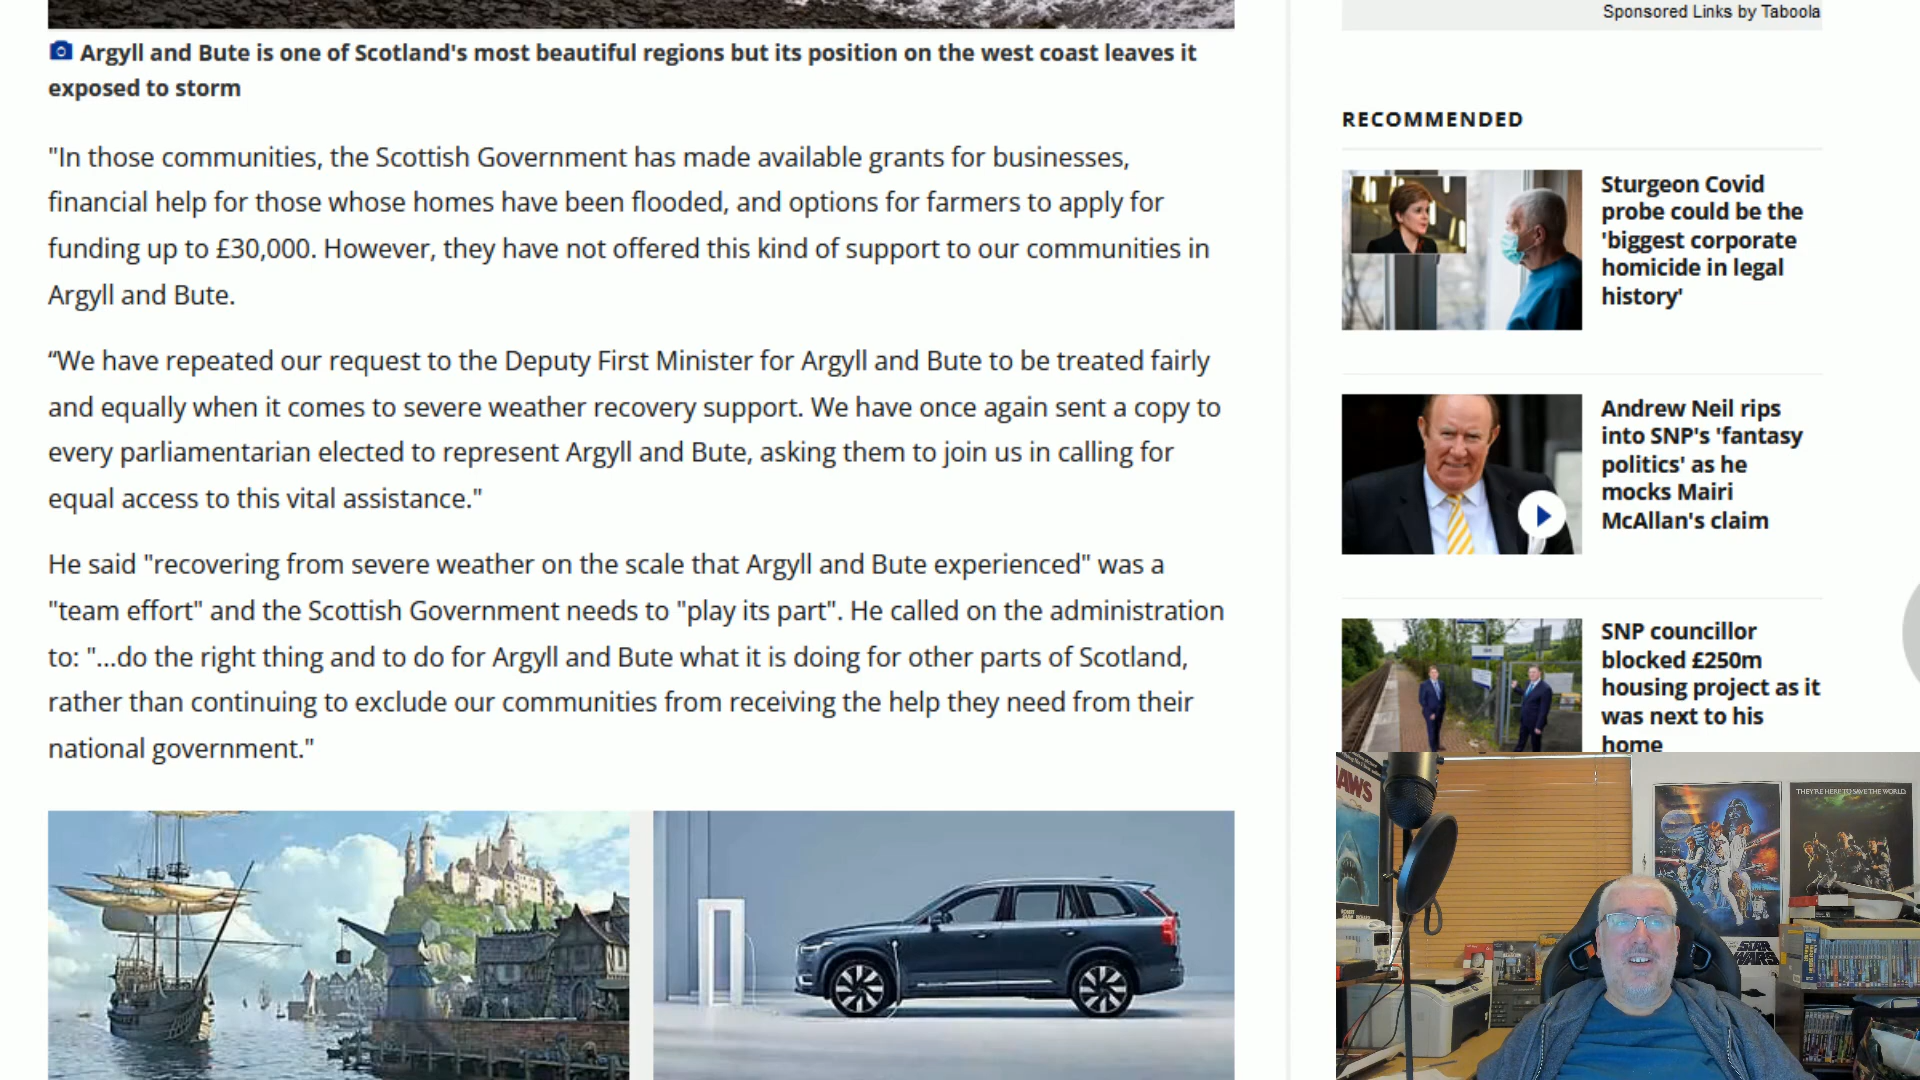 Sponsored Links by Taboola
Argyll and Bute is one of Scotland's most beautiful regions but its position on the west coast leaves it
exposed to storm
"In those communities, the Scottish Government has made available grants for businesses,
financial help for those whose homes have been flooded, and options for farmers to apply for
funding up to £30,000. However, they have not offered this kind of support to our communities in
Argyll and Bute.
“We have repeated our request to the Deputy First Minister for Argyll and Bute to be treated fairly
and equally when it comes to severe weather recovery support. We have once again sent a copy to
every parliamentarian elected to represent Argyll and Bute, asking them to join us in calling for
equal access to this vital assistance."
He said "recovering from severe weather on the scale that Argyll and Bute experienced" was a
"team effort" and the Scottish Government needs to "play its part". He called on the administration
to: "...do the right thing and to do for Argyll and Bute what it is doing for other parts of Scotland,
rather than continuing to exclude our communities from receiving the help they need from their
national government."
RECOMMENDED
Sturgeon Covid
probe could be the
'biggest corporate
homicide in legal
history'
Andrew Neil rips
into SNP's 'fantasy
politics' as he
mocks Mairi
McAllan's claim
SNP councillor
blocked £250m
housing project as it
was next to his
home
JAWS
THEY'RE HERE TO SAVE THE WORLD.
STAR
WARS